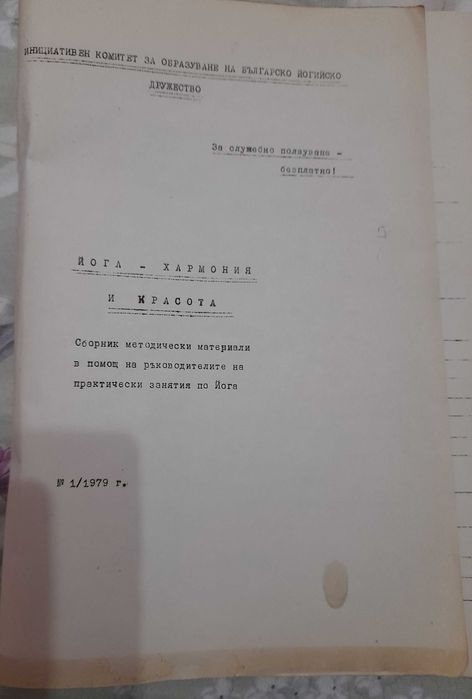 ИНИЦИАТИВЕН КОМИТЕТ ЗА ОБРАЗУВАНЕ НА БЪЛГАРСКО ЙОГИЙСКО
ДРУЖЕСТВО
За служебно ползуване -
безплатно!
ЙОГА - ХАРМОНИЯ
И КРАСОТА
Сборник методически материали
в помощ на ръководителите на
практически занятия по Йога
№ 1/1979 г.